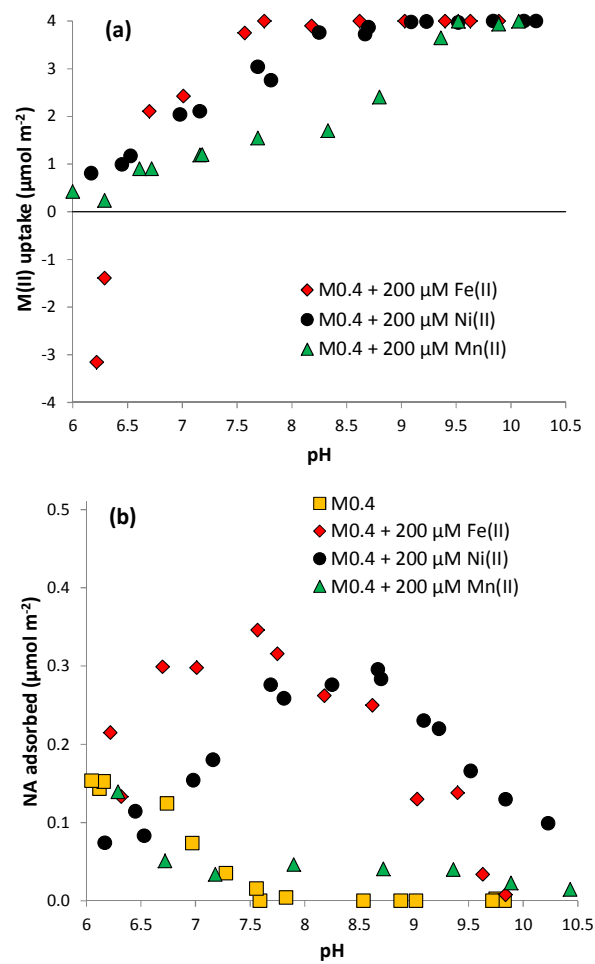 (a)
M(II) uptake (µmol m-2)
4
3
2
1
0
-1
-2
-3
-4
M0.4 + 200 µM Fe(II)
M0.4 + 200 µM Ni(II)
M0.4 + 200 µM Mn(II)
6 6.5 7 7.5 8 8.5 9 9.5 10 10.5
pH
(b)
NA adsorbed (µmol m-2)
0.5
0.4
0.3
0.2
0.1
0.0
M0.4
M0.4 + 200 µM Fe(II)
M0.4 + 200 µM Ni(II)
M0.4 + 200 µM Mn(II)
6 6.5 7 7.5 8 8.5 9 9.5 10 10.5
pH